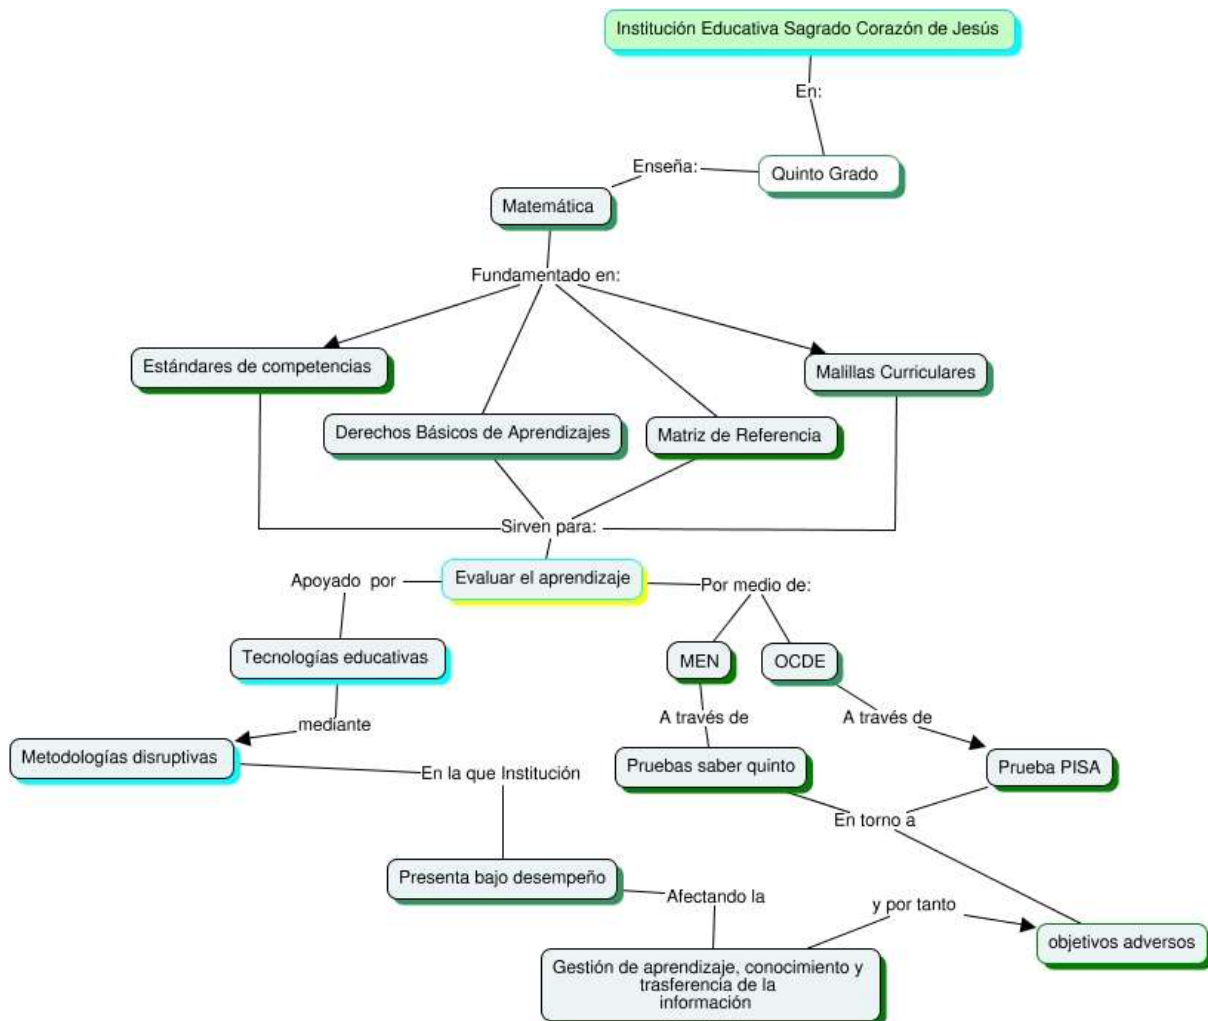 Institución Educativa Sagrado Corazón de Jesús
En:
Enseña:
Quinto Grado
Matemática
Fundamentado en:
Estándares de competencias
Malillas Curriculares
Derechos Básicos de Aprendizajes
Matriz de Referencia
Sirven para:
Apoyado por
Evaluar el aprendizaje
Por medio de:
Tecnologías educativas
MEN
OCDE
mediante
A través de
A través de
Metodologías disruptivas
En la que Institución
Pruebas saber quinto
Prueba PISA
En torno a
Presenta bajo desempeño
Afectando la
y por tanto
objetivos adversos
Gestión de aprendizaje, conocimiento y
trasferencia de la
información